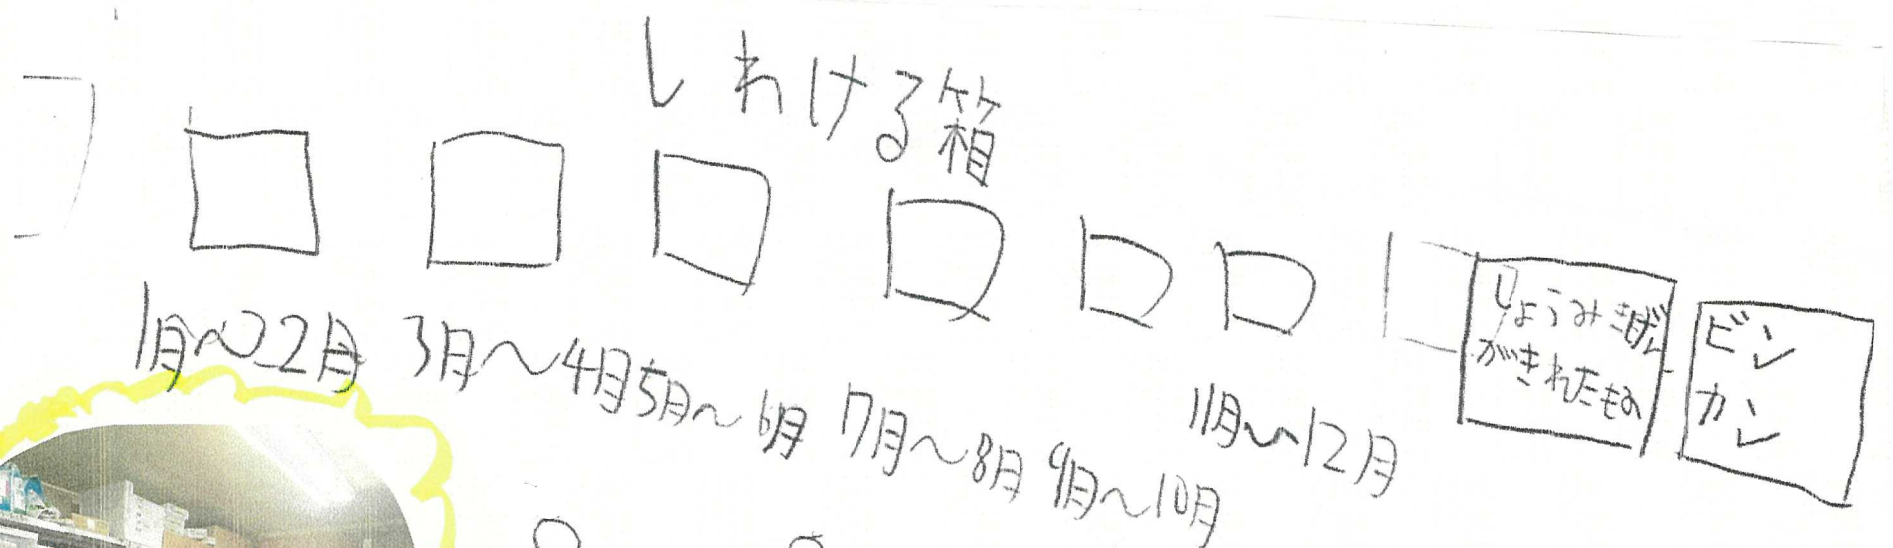 しわける箱
1月〜2月
3月〜4月
5月〜6月
7月〜8月
9月〜10月
11月〜12月
しょうみきげん
がきれたもの
ビン
カン